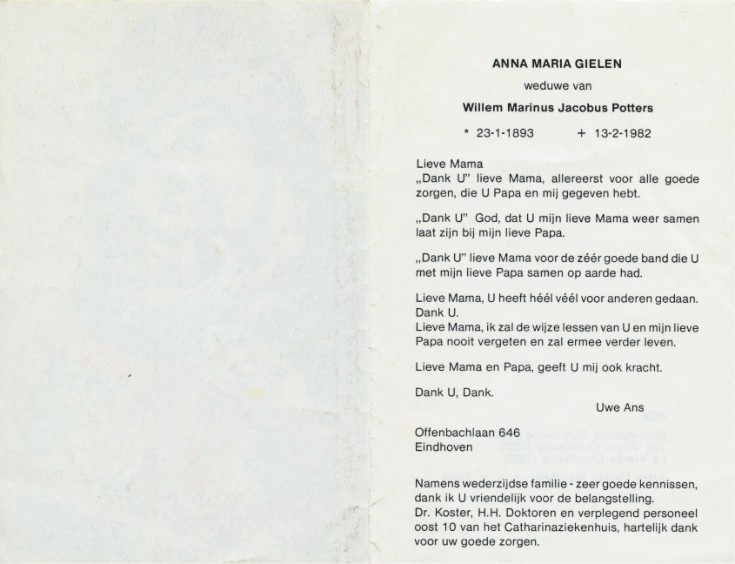 ANNA MARIA GIELEN
weduwe van
Willem Marinus Jacobus Potters
* 23-1-1893 + 13-2-1982
Lieve Mama
„Dank U” lieve Mama, allereerst voor alle goede
zorgen, die U Papa en mij gegeven hebt.
„Dank U” God, dat U mijn lieve Mama weer samen
laat zijn bij mijn lieve Papa.
„Dank U” lieve Mama voor de zéér goede band die U
met mijn lieve Papa samen op aarde had.
Lieve Mama, U heeft héél véél voor anderen gedaan.
Dank U.
Lieve Mama, ik zal de wijze lessen van U en mijn lieve
Papa nooit vergeten en zal ermee verder leven.
Lieve Mama en Papa, geeft U mij ook kracht.
Dank U, Dank.
Uwe Ans
Offenbachlaan 646
Eindhoven
Namens wederzijdse familie - zeer goede kennissen,
dank ik U vriendelijk voor de belangstelling.
Dr. Koster, H.H. Doktoren en verplegend personeel
oost 10 van het Catharinaziekenhuis, hartelijk dank
voor uw goede zorgen.